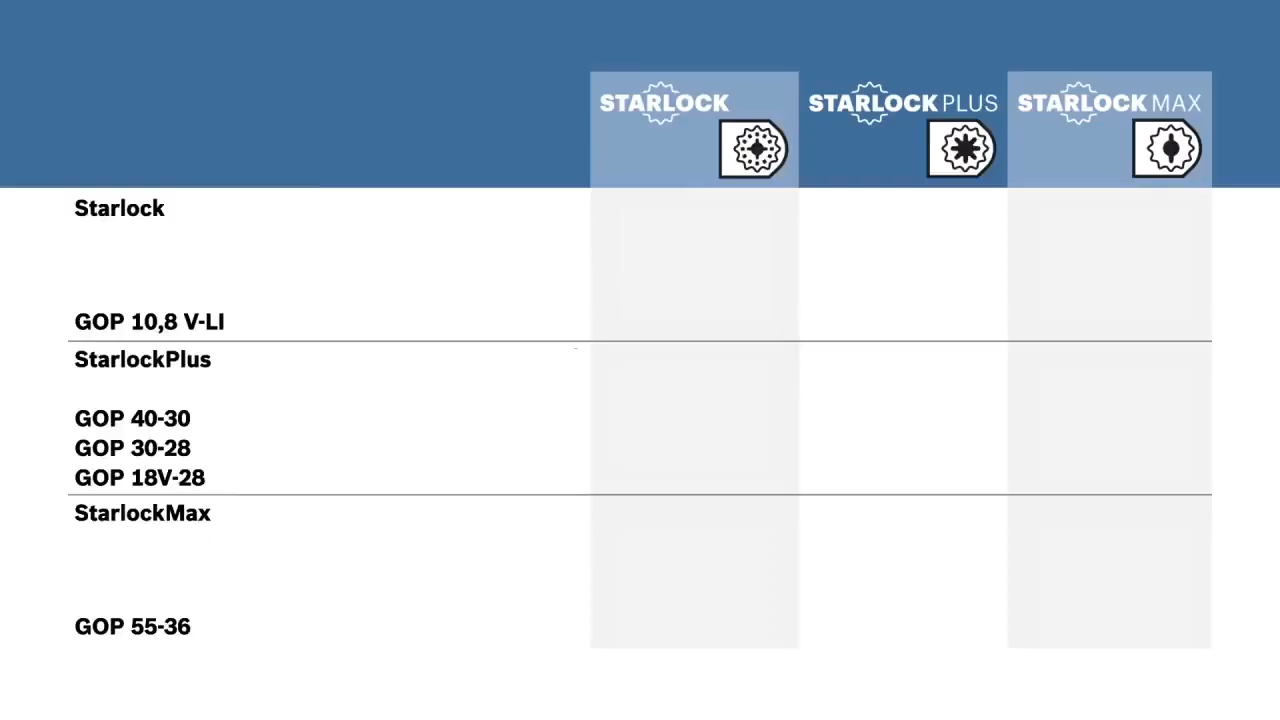 STARLOCK STARLOCK PLUS STARLOCK MAX
Starlock
GOP 10,8 V-LI
StarlockPlus
GOP 40-30
GOP 30-28
GOP 18V-28
StarlockMax
GOP 55-36